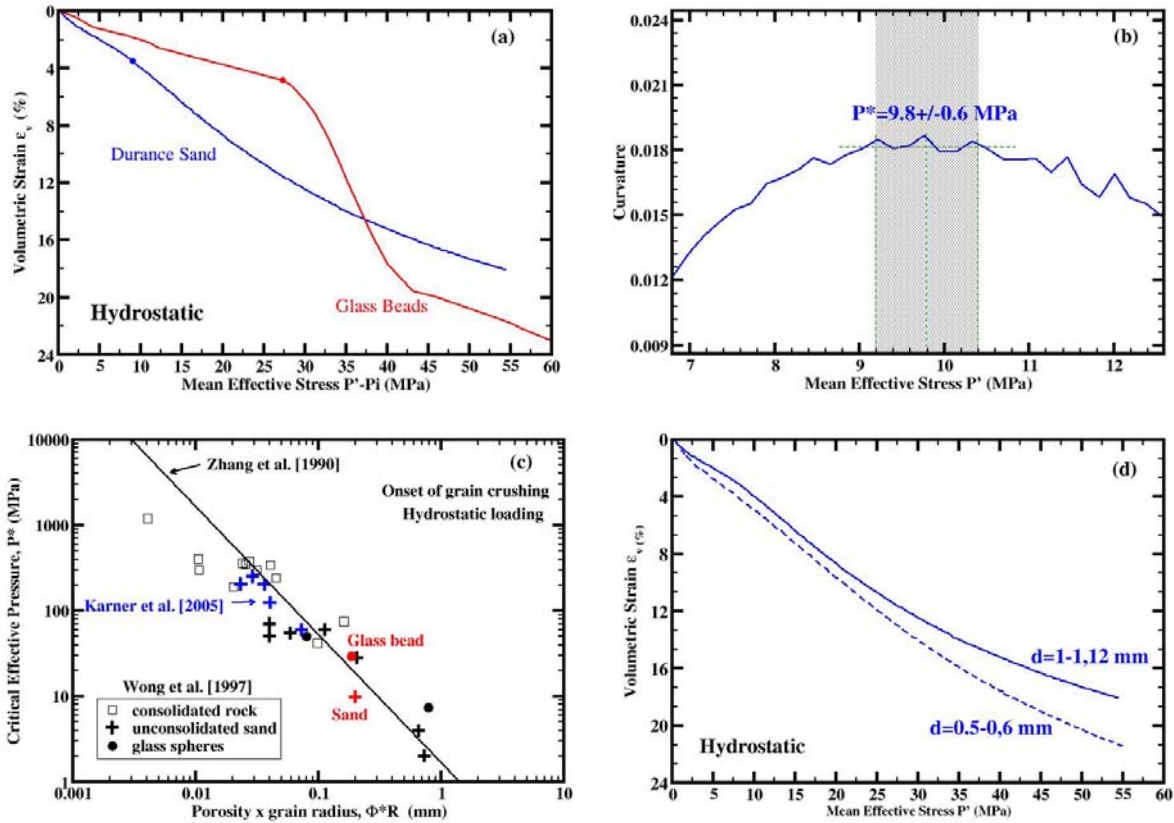 (a)
0
4
8
12
16
20
24
Volumetric Strain εv (%)
Durance Sand
Glass Beads
Hydrostatic
0 5 10 15 20 25 30 35 40 45 50 55 60
Mean Effective Stress P'-Pi (MPa)
(b)
0.024
0.021
0.018
0.015
0.012
0.009
Curvature
P*=9.8+/-0.6 MPa
7 8 9 10 11 12
Mean Effective Stress P' (MPa)
(c)
10000
1000
100
10
1
Critical Effective Pressure, P* (MPa)
Zhang et al. [1990]
Onset of grain crushing
Hydrostatic loading
Karner et al. [2005]
Glass bead
Sand
Wong et al. [1997]
consolidated rock
unconsolidated sand
glass spheres
0.001 0.01 0.1 1 10
Porosity x grain radius, Φ*R (mm)
(d)
0
4
8
12
16
20
24
Volumetric Strain εv (%)
d=1-1,12 mm
d=0.5-0,6 mm
Hydrostatic
0 5 10 15 20 25 30 35 40 45 50 55 60
Mean Effective Stress P' (MPa)